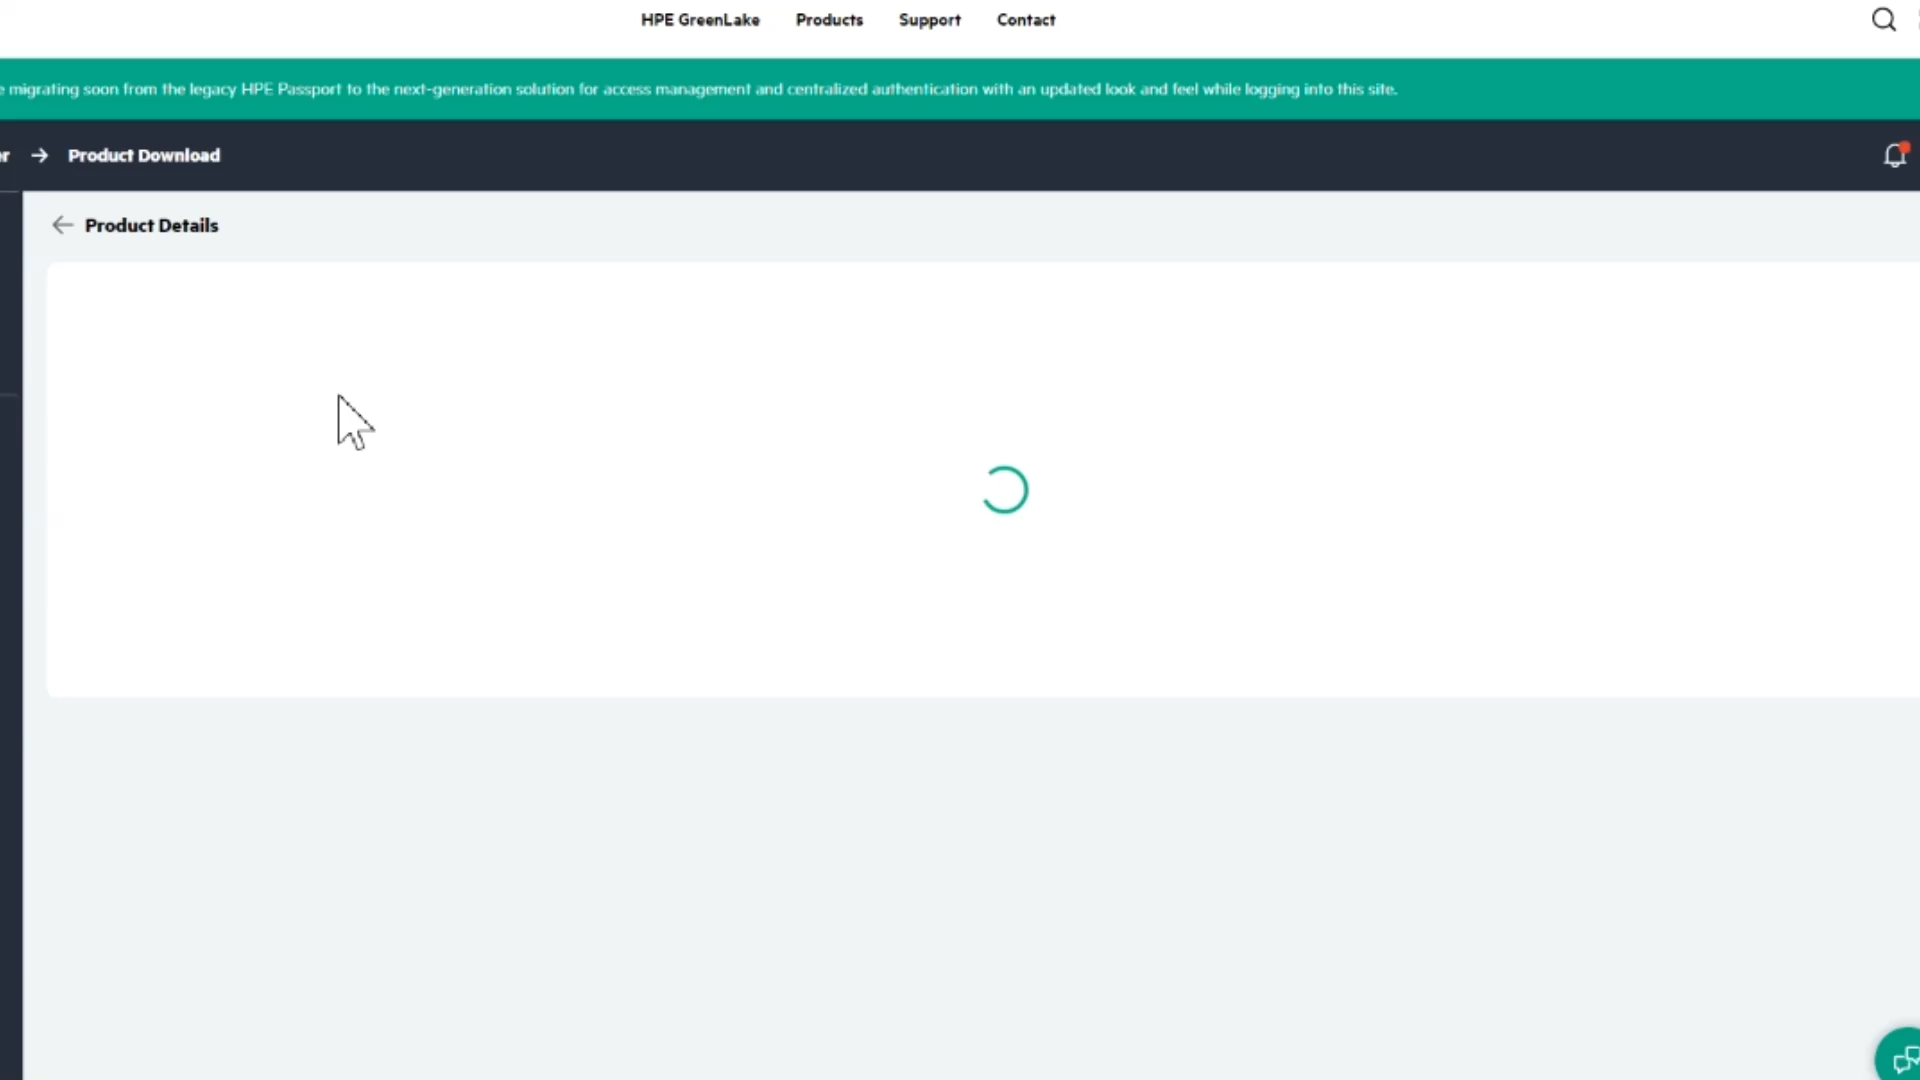 HPE GreenLake Products Support Contact
migrating soon from the legacy HPE Passport to the next-generation solution for access management and centralized authentication with an updated look and feel while logging into this site.
Product Download
Product Details